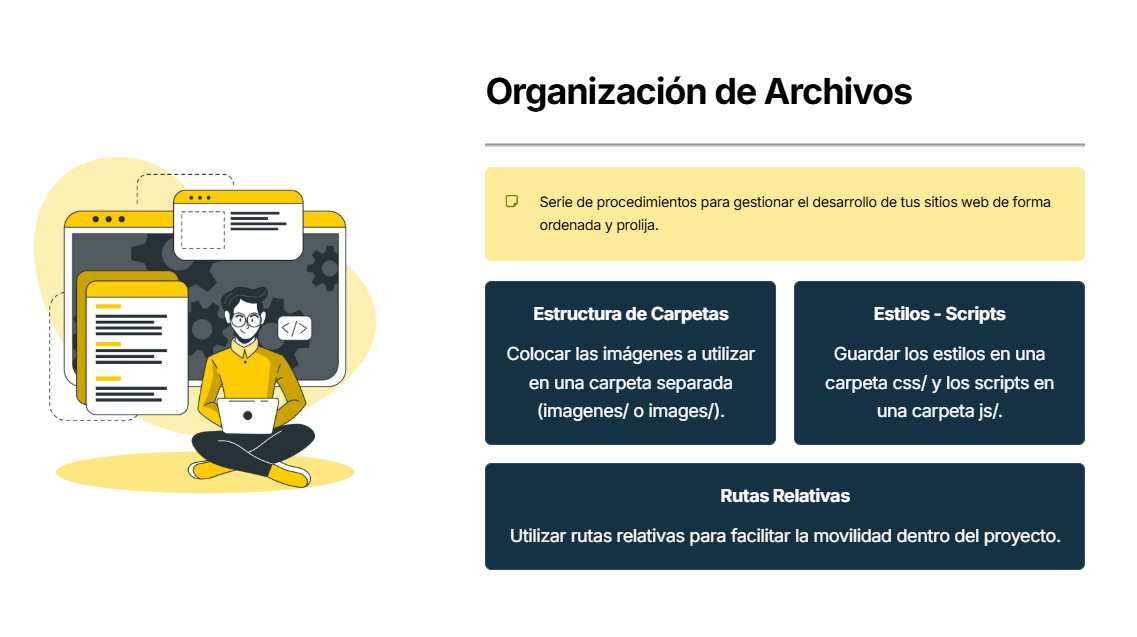 Organización de Archivos
Serie de procedimientos para gestionar el desarrollo de tus sitios web de forma
ordenada y prolija.
Estructura de Carpetas
Colocar las imágenes a utilizar
en una carpeta separada
(imagenes/ o images/).
Estilos - Scripts
Guardar los estilos en una
carpeta css/ y los scripts en
una carpeta js/.
Rutas Relativas
Utilizar rutas relativas para facilitar la movilidad dentro del proyecto.
</>